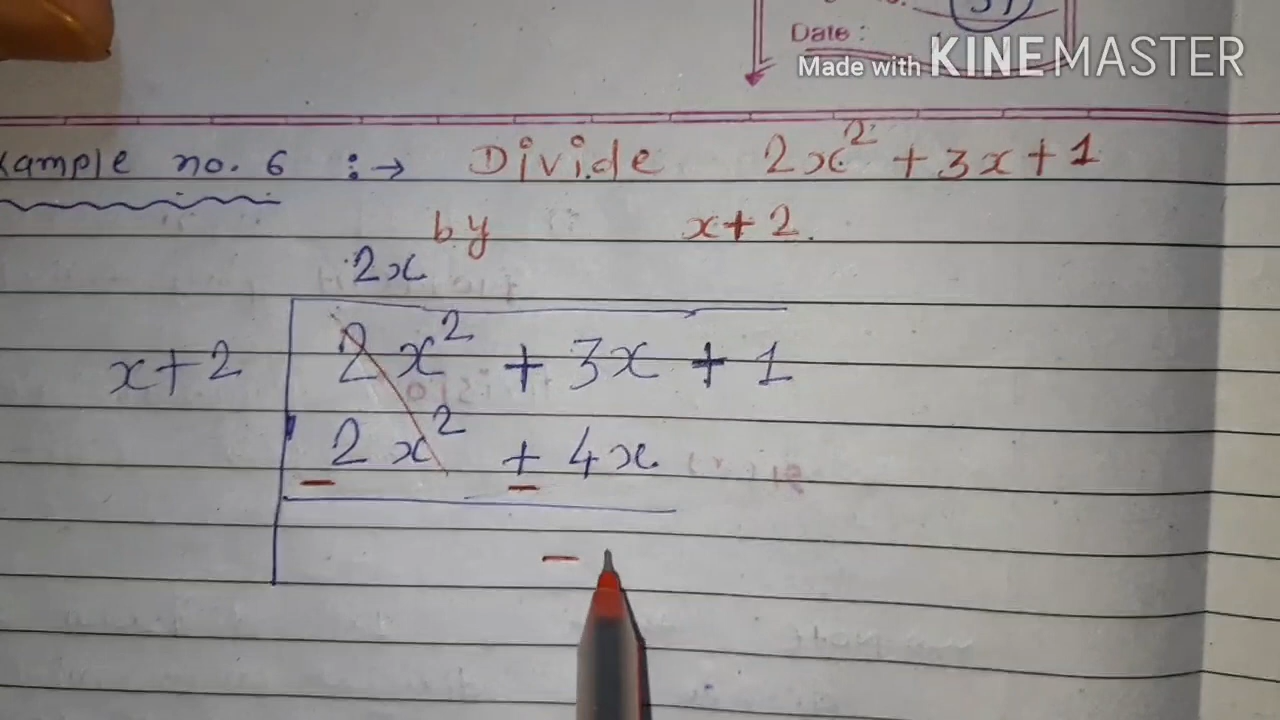 Date :
Made with KINEMASTER
xample no. 6 :→ Divide 2x² + 3x + 1
by x + 2.
2x
x + 2 2x² + 3x + 1
2x² + 4x
− −
−